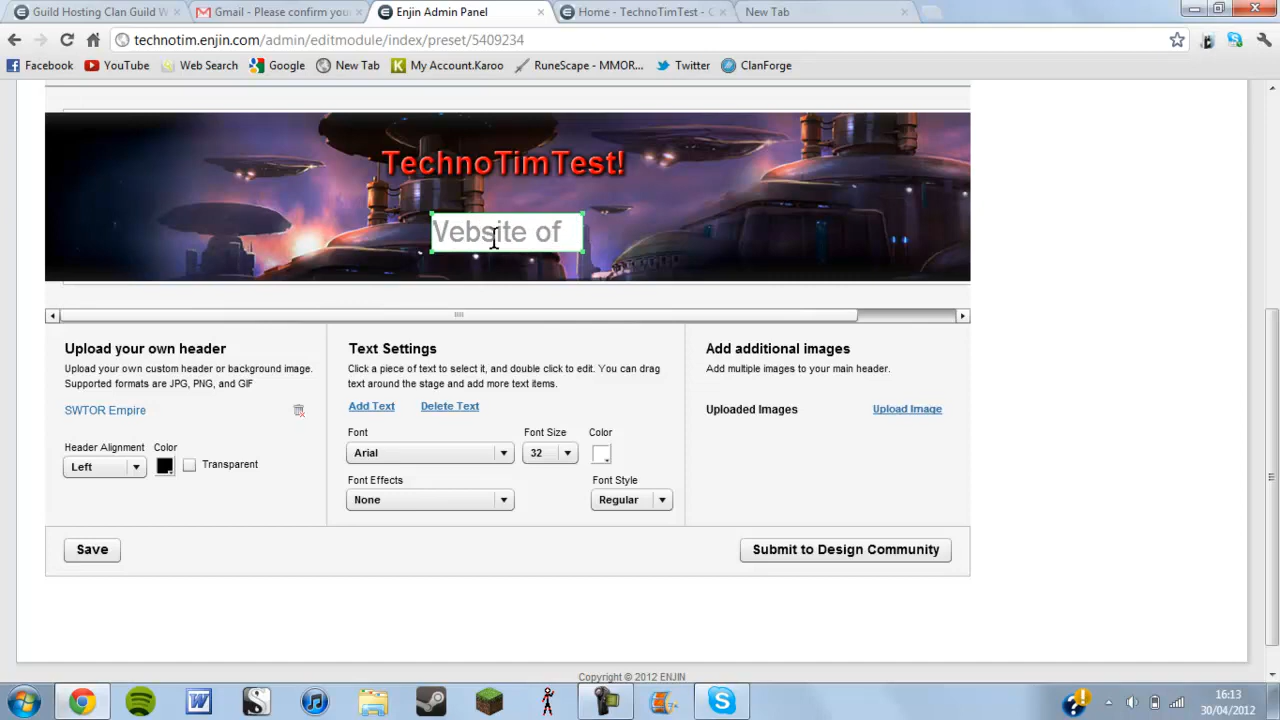 Guild Hosting Clan Guild W
Gmail - Please confirm your
Enjin Admin Panel
Home - TechnoTimTest - C
New Tab
technotim.enjin.com/admin/editmodule/index/preset/5409234
Facebook
YouTube
Web Search
Google
New Tab
My Account.Karoo
RuneScape - MMOR...
Twitter
ClanForge
TechnoTimTest!
Website of
Upload your own header
Upload your own custom header or background image.
Supported formats are JPG, PNG, and GIF
SWTOR Empire
Header Alignment
Color
Left
Transparent
Text Settings
Click a piece of text to select it, and double click to edit. You can drag
text around the stage and add more text items.
Add Text
Delete Text
Font
Font Size
Color
Arial
32
Font Effects
Font Style
None
Regular
Add additional images
Add multiple images to your main header.
Uploaded Images
Upload Image
Save
Submit to Design Community
Copyright © 2012 ENJIN
16:13
30/04/2012